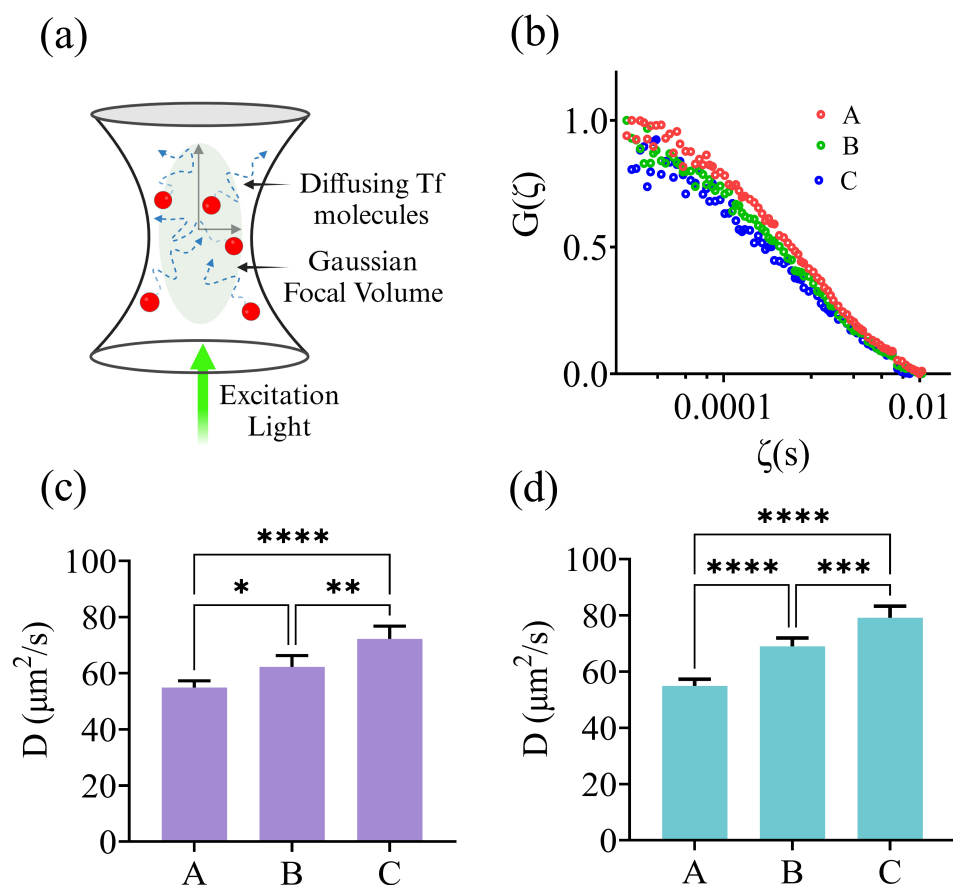 (a)
Diffusing Tf
molecules
Gaussian
Focal Volume
Excitation
Light
(b)
G(ζ)
1.0
0.5
0.0
A
B
C
0.0001
0.01
ζ(s)
(c)
D (μm²/s)
100
80
60
40
20
0
****
*
**
A
B
C
(d)
D (μm²/s)
100
80
60
40
20
0
****
****
***
A
B
C